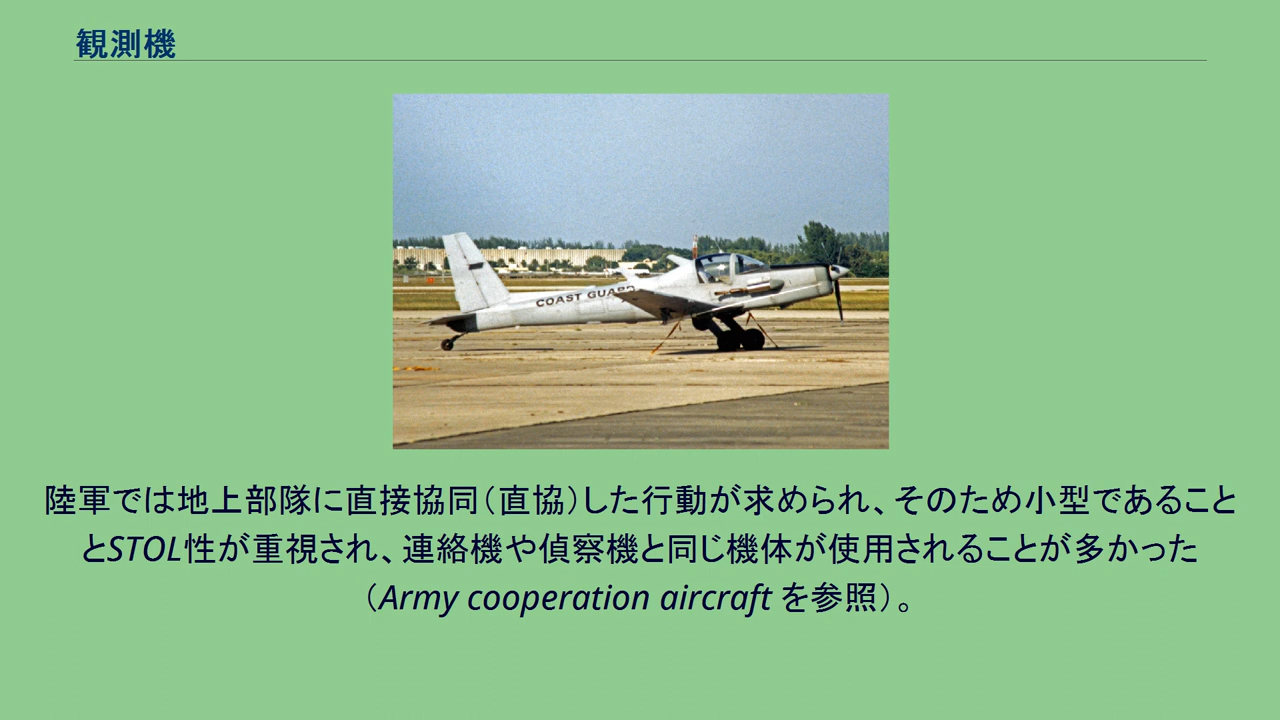 観測機
COAST GUARD
陸軍では地上部隊に直接協同（直協）した行動が求められ、そのため小型であること
とSTOL性が重視され、連絡機や偵察機と同じ機体が使用されることが多かった
（Army cooperation aircraft を参照）。